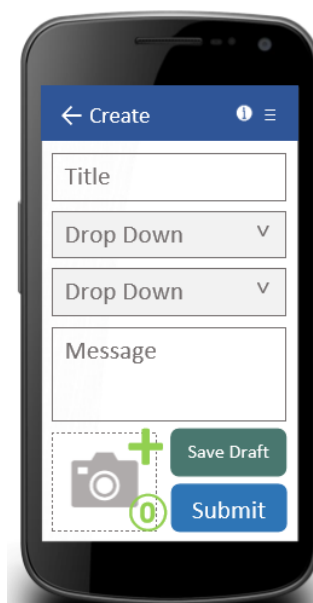 Create
Title
Drop Down
Drop Down
Message
Save Draft
0
Submit